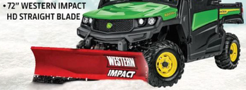 • 72" WESTERN IMPACT
HD STRAIGHT BLADE
WESTERN
IMPACT